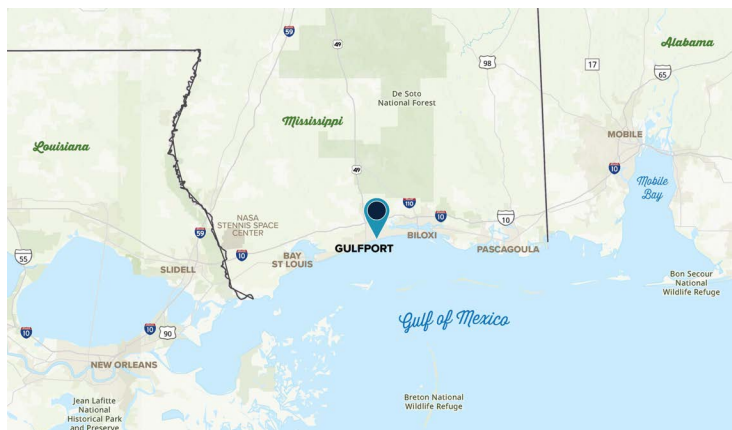 59
49
Alabama
98
17
65
De Soto
National Forest
Mississippi
MOBILE
Louisiana
49
10
Mobile
Bay
110
10
10
NASA
STENNIS SPACE
CENTER
59
BILOXI
GULFPORT
PASCAGOULA
10
BAY
ST LOUIS
55
SLIDELL
Bon Secour
National
Wildlife Refuge
Gulf of Mexico
10
10
90
NEW ORLEANS
Jean Lafitte
National
Historical Park
and Preserve
Breton National
Wildlife Refuge